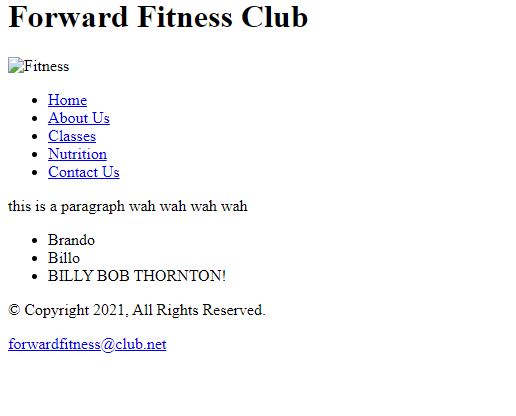 Forward Fitness Club
Fitness
Home
About Us
Classes
Nutrition
Contact Us
this is a paragraph wah wah wah wah
Brando
Billo
BILLY BOB THORNTON!
© Copyright 2021, All Rights Reserved.
forwardfitness@club.net